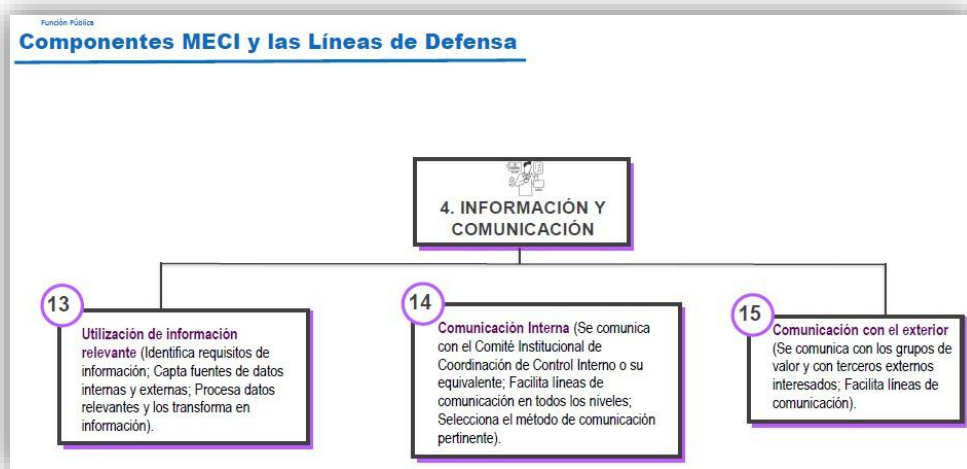 Función Pública
Componentes MECI y las Líneas de Defensa
4. INFORMACIÓN Y
COMUNICACIÓN
13
Utilización de información
relevante (Identifica requisitos de
información; Capta fuentes de datos
internas y externas; Procesa datos
relevantes y los transforma en
información).
14
Comunicación Interna (Se comunica
con el Comité Institucional de
Coordinación de Control Interno o su
equivalente; Facilita líneas de
comunicación en todos los niveles;
Selecciona el método de comunicación
pertinente).
15
Comunicación con el exterior
(Se comunica con los grupos de
valor y con terceros externos
interesados; Facilita líneas de
comunicación).